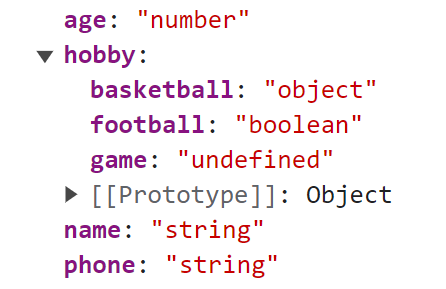 age: "number"
▼ hobby:
basketball: "object"
football: "boolean"
game: "undefined"
▶ [[Prototype]]: Object
name: "string"
phone: "string"